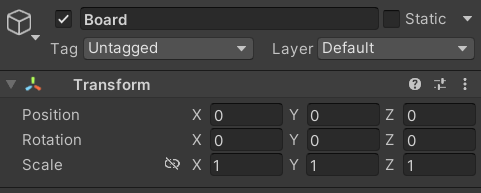 Board Static
Tag Untagged Layer Default
Transform
Position X 0 Y 0 Z 0
Rotation X 0 Y 0 Z 0
Scale X 1 Y 1 Z 1